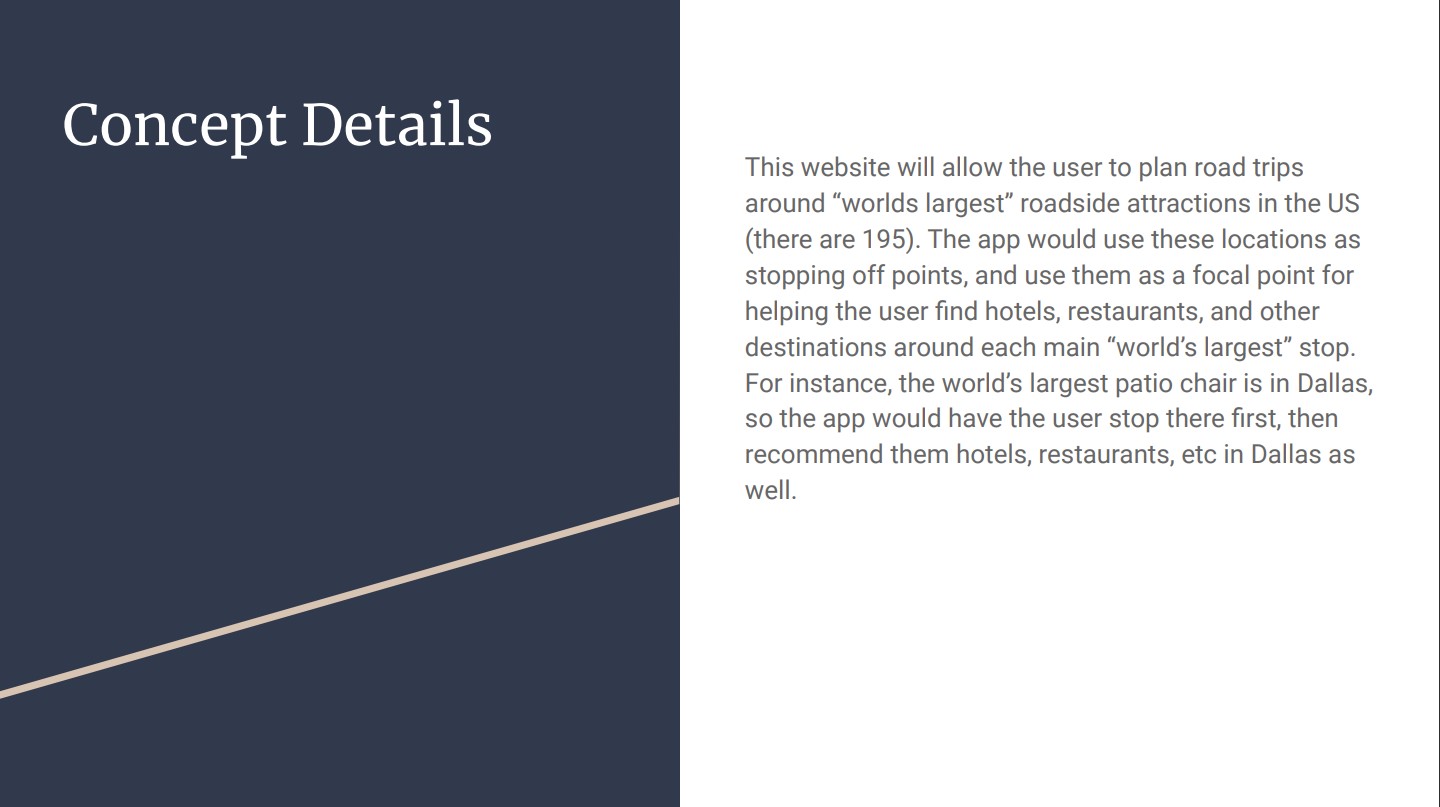 Concept Details
This website will allow the user to plan road trips
around “worlds largest” roadside attractions in the US
(there are 195). The app would use these locations as
stopping off points, and use them as a focal point for
helping the user find hotels, restaurants, and other
destinations around each main “world’s largest” stop.
For instance, the world’s largest patio chair is in Dallas,
so the app would have the user stop there first, then
recommend them hotels, restaurants, etc in Dallas as
well.